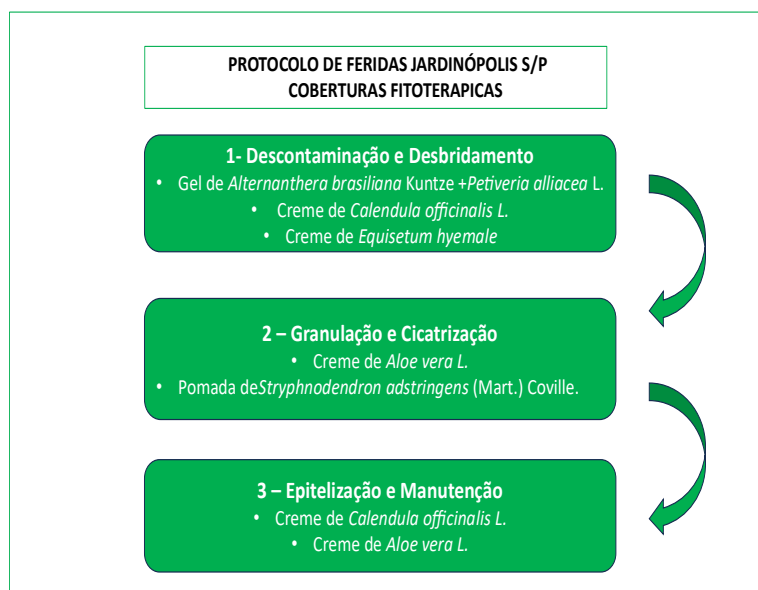 PROTOCOLO DE FERIDAS JARDINÓPOLIS S/P
COBERTURAS FITOTERAPICAS
1- Descontaminação e Desbridamento
• Gel de Alternanthera brasiliana Kuntze +Petiveria alliacea L.
• Creme de Calendula officinalis L.
• Creme de Equisetum hyemale
2 – Granulação e Cicatrização
• Creme de Aloe vera L.
• Pomada deStryphnodendron adstringens (Mart.) Coville.
3 – Epitelização e Manutenção
• Creme de Calendula officinalis L.
• Creme de Aloe vera L.